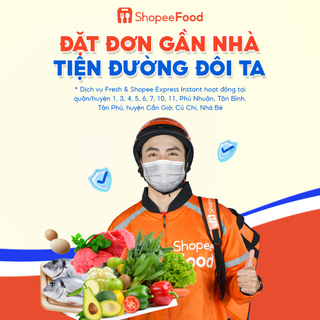 ShopeeFood
ĐẶT ĐƠN GẦN NHÀ
TIỆN ĐƯỜNG ĐÔI TA
* Dịch vụ Fresh & Shopee Express Instant hoạt động tại
quận/huyện 1, 3, 4, 5, 6, 7, 10, 11, Phú Nhuận, Tân Bình,
Tân Phú, huyện Cần Giờ, Củ Chi, Nhà Bè
Shopee
Food